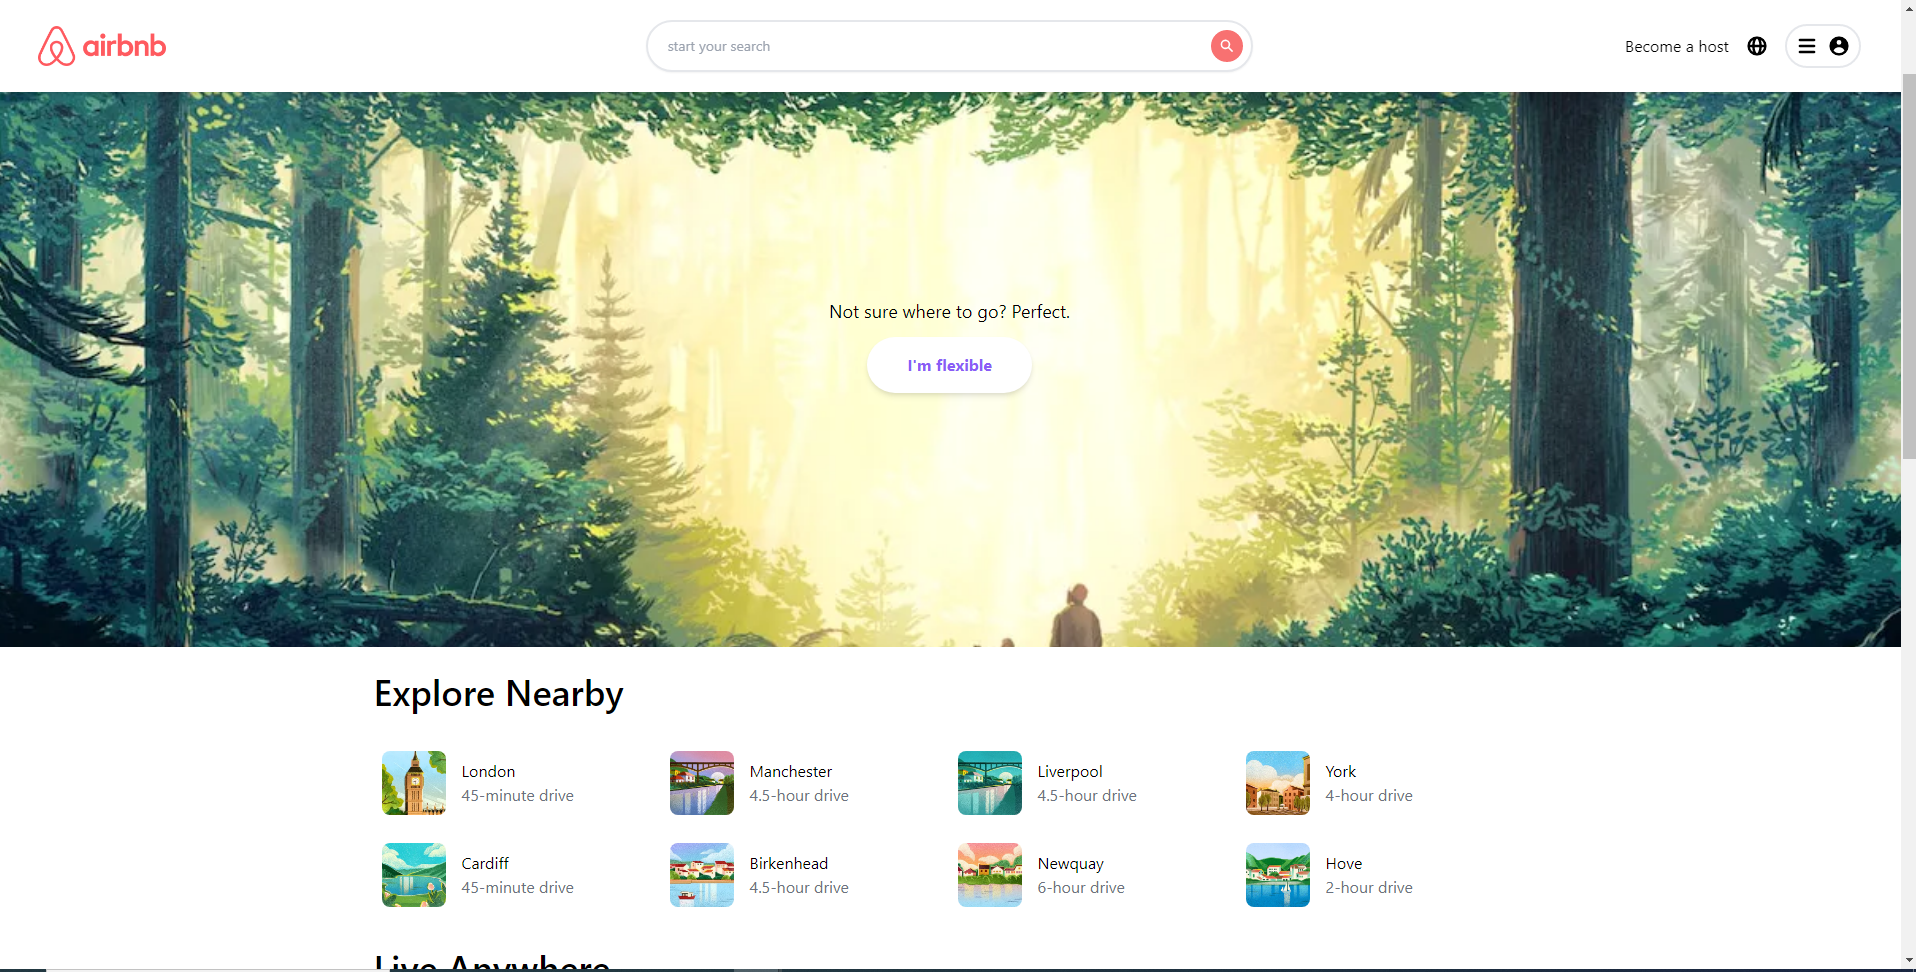 airbnb
start your search
Become a host
Not sure where to go? Perfect.
I'm flexible
Explore Nearby
London
45-minute drive
Manchester
4.5-hour drive
Liverpool
4.5-hour drive
York
4-hour drive
Cardiff
45-minute drive
Birkenhead
4.5-hour drive
Newquay
6-hour drive
Hove
2-hour drive
Live Anywhere